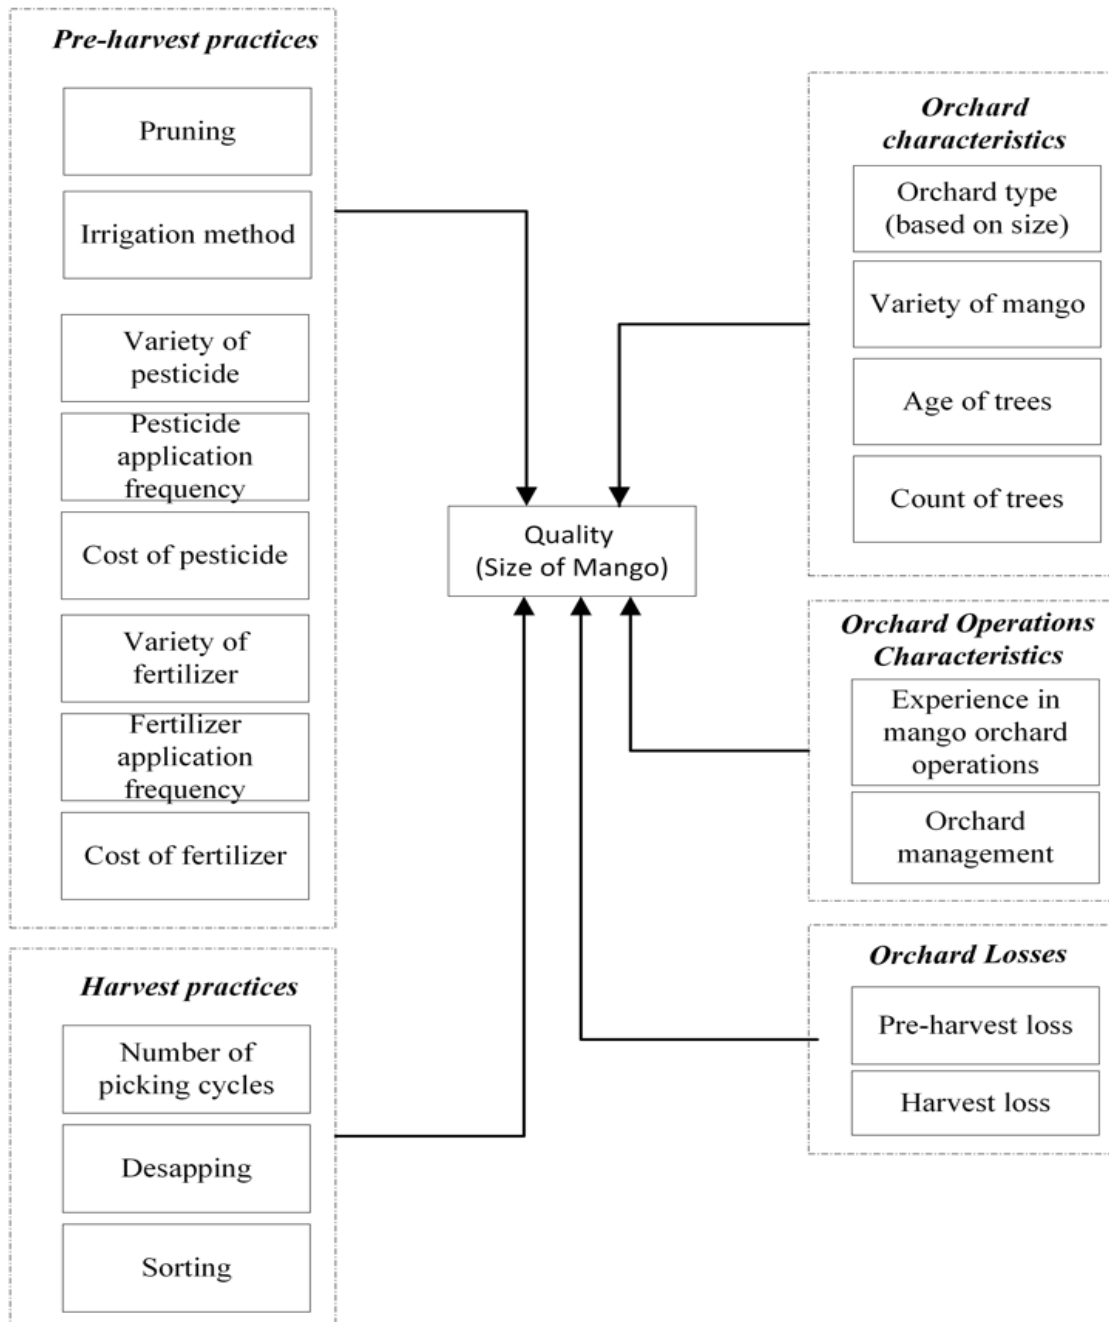 Pre-harvest practices
Pruning
Irrigation method
Variety of
pesticide
Pesticide
application
frequency
Cost of pesticide
Variety of
fertilizer
Fertilizer
application
frequency
Cost of fertilizer
Harvest practices
Number of
picking cycles
Desapping
Sorting
Quality
(Size of Mango)
Orchard
characteristics
Orchard type
(based on size)
Variety of mango
Age of trees
Count of trees
Orchard Operations
Characteristics
Experience in
mango orchard
operations
Orchard
management
Orchard Losses
Pre-harvest loss
Harvest loss